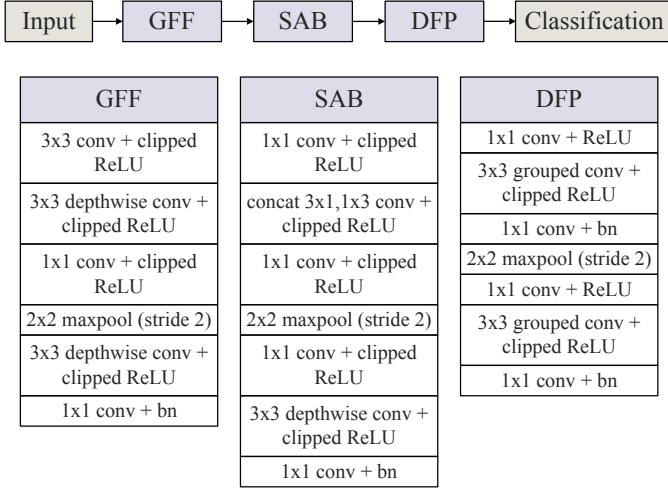 Input
GFF
SAB
DFP
Classification
GFF
3x3 conv + clipped
ReLU
3x3 depthwise conv +
clipped ReLU
1x1 conv + clipped
ReLU
2x2 maxpool (stride 2)
3x3 depthwise conv +
clipped ReLU
1x1 conv + bn
SAB
1x1 conv + clipped
ReLU
concat 3x1,1x3 conv +
clipped ReLU
1x1 conv + clipped
ReLU
2x2 maxpool (stride 2)
1x1 conv + clipped
ReLU
3x3 depthwise conv +
clipped ReLU
1x1 conv + bn
DFP
1x1 conv + ReLU
3x3 grouped conv +
clipped ReLU
1x1 conv + bn
2x2 maxpool (stride 2)
1x1 conv + ReLU
3x3 grouped conv +
clipped ReLU
1x1 conv + bn